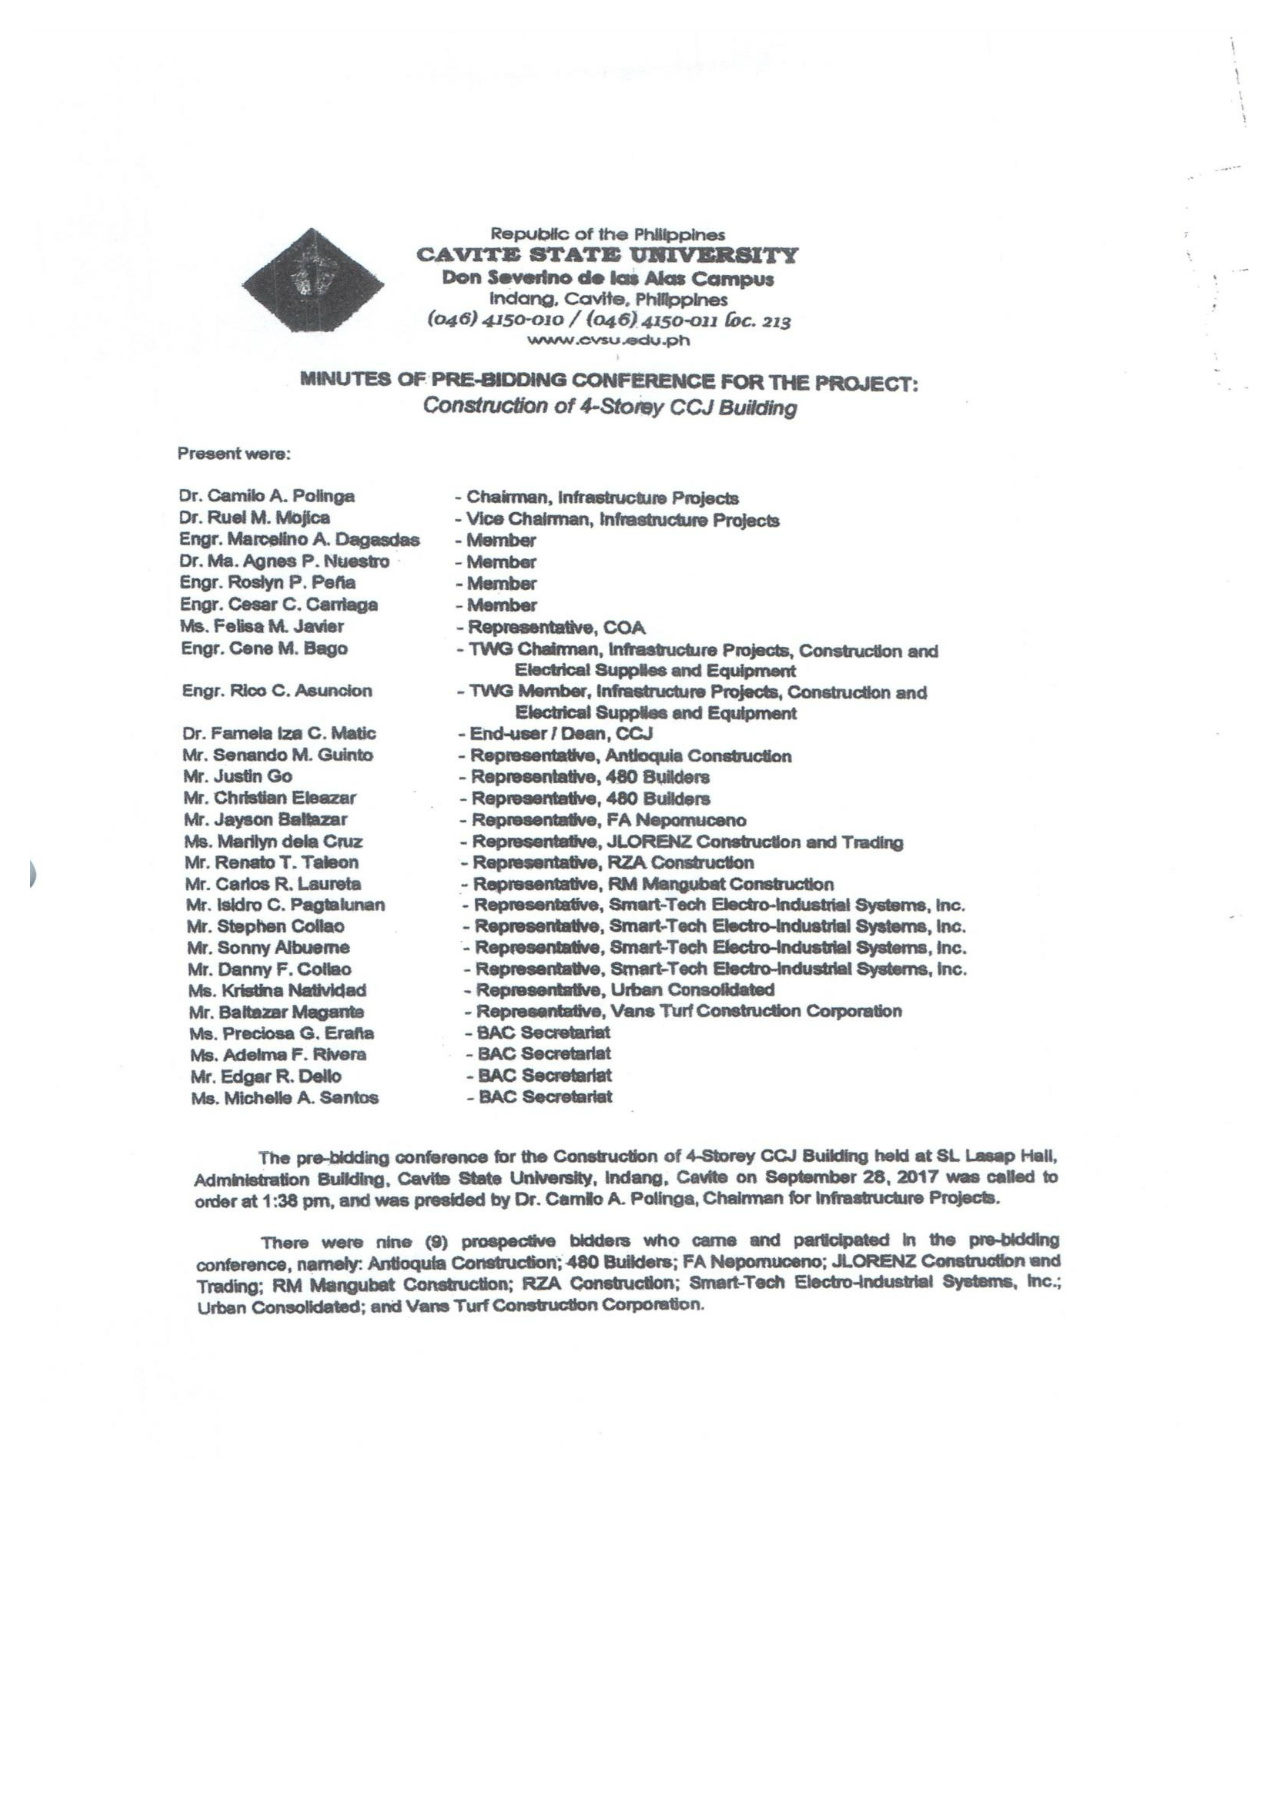 Republic of the Philippines
CAVITE STATE UNIVERSITY
Don Severino de las Alas Campus
Indang, Cavite, Philippines
(046) 4150-010 / (046) 4150-011 loc. 213
www.cvsu.edu.ph
MINUTES OF PRE-BIDDING CONFERENCE FOR THE PROJECT:
Construction of 4-Storey CCJ Building
Present were:
Dr. Camilo A. Polinga - Chairman, Infrastructure Projects
Dr. Ruel M. Mojica - Vice Chairman, Infrastructure Projects
Engr. Marcelino A. Dagasdas - Member
Dr. Ma. Agnes P. Nuestro - Member
Engr. Roslyn P. Peña - Member
Engr. Cesar C. Carriaga - Member
Ms. Felisa M. Javier - Representative, COA
Engr. Cene M. Bago - TWG Chairman, Infrastructure Projects, Construction and
Electrical Supplies and Equipment
Engr. Rico C. Asuncion - TWG Member, Infrastructure Projects, Construction and
Electrical Supplies and Equipment
Dr. Famela Iza C. Matic - End-user / Dean, CCJ
Mr. Senando M. Guinto - Representative, Antioquia Construction
Mr. Justin Go - Representative, 480 Builders
Mr. Christian Eleazar - Representative, 480 Builders
Mr. Jayson Baltazar - Representative, FA Nepomuceno
Ms. Marilyn dela Cruz - Representative, JLORENZ Construction and Trading
Mr. Renato T. Taleon - Representative, RZA Construction
Mr. Carlos R. Laureta - Representative, RM Mangubat Construction
Mr. Isidro C. Pagtalunan - Representative, Smart-Tech Electro-Industrial Systems, Inc.
Mr. Stephen Collao - Representative, Smart-Tech Electro-Industrial Systems, Inc.
Mr. Sonny Albueme - Representative, Smart-Tech Electro-Industrial Systems, Inc.
Mr. Danny F. Collao - Representative, Smart-Tech Electro-Industrial Systems, Inc.
Ms. Kristina Natividad - Representative, Urban Consolidated
Mr. Baltazar Magante - Representative, Vans Turf Construction Corporation
Ms. Preciosa G. Eraña - BAC Secretariat
Ms. Adelma F. Rivera - BAC Secretariat
Mr. Edgar R. Dello - BAC Secretariat
Ms. Michelle A. Santos - BAC Secretariat
The pre-bidding conference for the Construction of 4-Storey CCJ Building held at SL Lasap Hall,
Administration Building, Cavite State University, Indang, Cavite on September 28, 2017 was called to
order at 1:38 pm, and was presided by Dr. Camilo A. Polinga, Chairman for Infrastructure Projects.
There were nine (9) prospective bidders who came and participated in the pre-bidding
conference, namely: Antioquia Construction; 480 Builders; FA Nepomuceno; JLORENZ Construction and
Trading; RM Mangubat Construction; RZA Construction; Smart-Tech Electro-Industrial Systems, Inc.;
Urban Consolidated; and Vans Turf Construction Corporation.